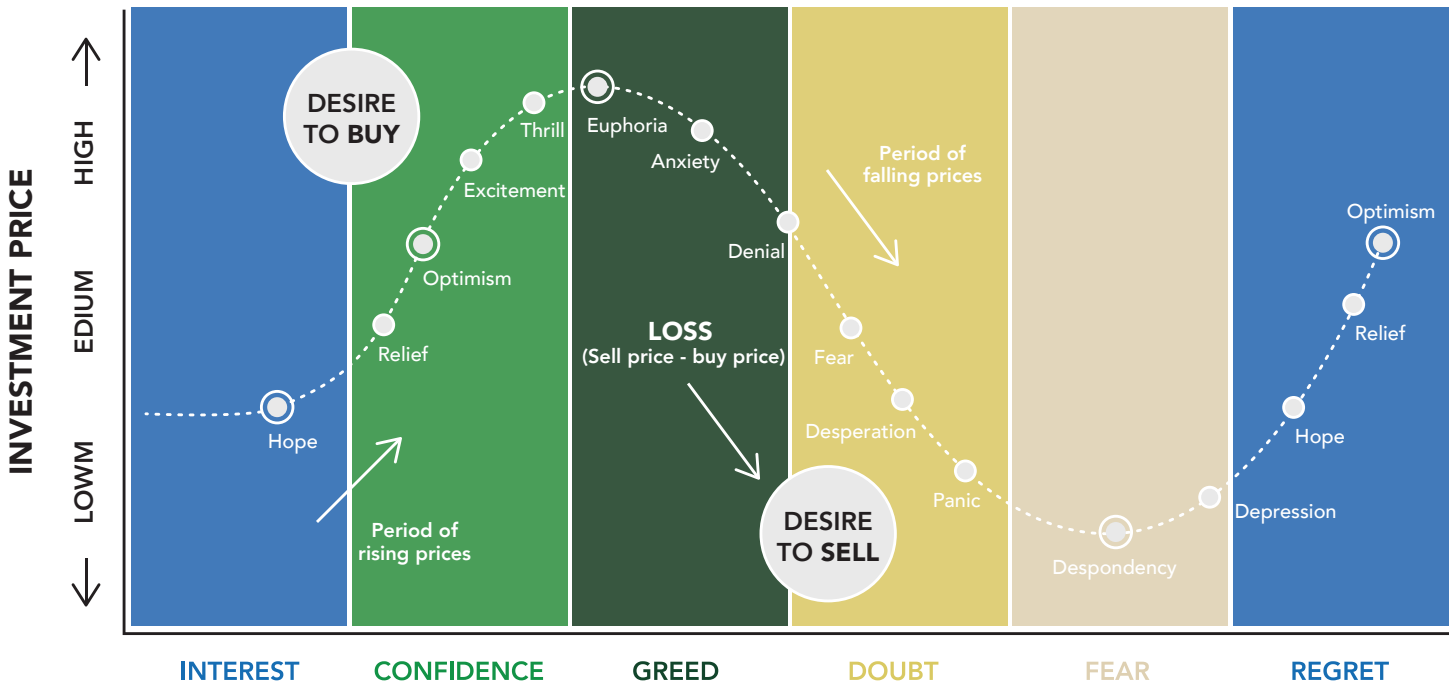 INVESTMENT PRICE
HIGH
EDIUM
LOWM
DESIRE
TO BUY
Hope
Period of
rising prices
Relief
Optimism
Excitement
Thrill
Euphoria
Anxiety
Denial
LOSS
(Sell price - buy price)
DESIRE
TO SELL
Period of
falling prices
Fear
Desperation
Panic
Despondency
Depression
Hope
Relief
Optimism
INTEREST
CONFIDENCE
GREED
DOUBT
FEAR
REGRET